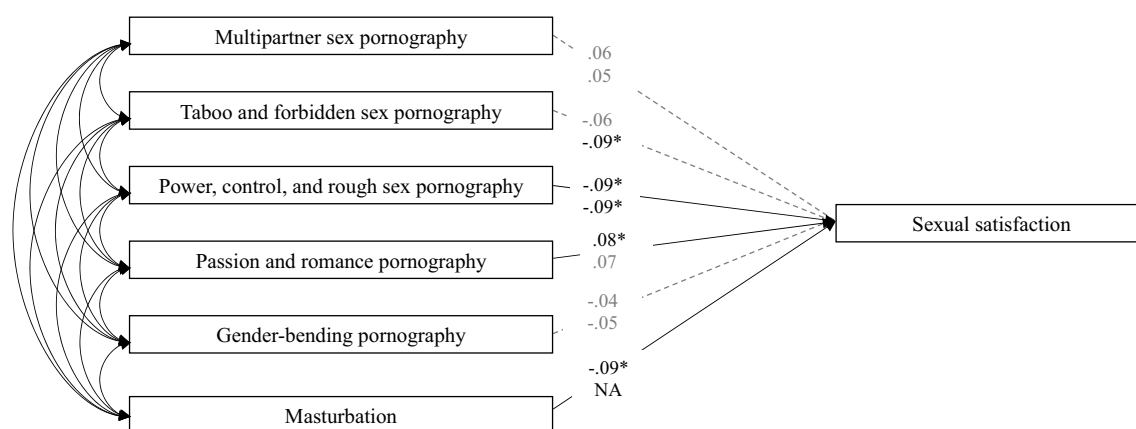 Multipartner sex pornography
.06
.05
Taboo and forbidden sex pornography
-.06
-.09*
Power, control, and rough sex pornography
-.09*
-.09*
Sexual satisfaction
Passion and romance pornography
.08*
.07
Gender-bending pornography
-.04
-.05
Masturbation
-.09*
NA